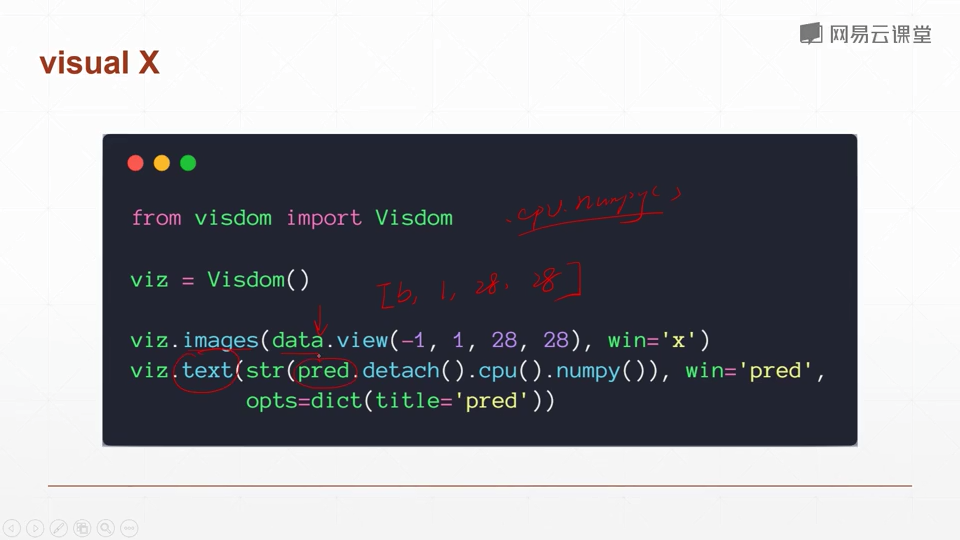 网易云课堂
visual X
from visdom import Visdom
.cpu.numpy()
viz = Visdom()
[b, 1, 28, 28]
viz.images(data.view(-1, 1, 28, 28), win='x')
viz.text(str(pred.detach().cpu().numpy()), win='pred',
opts=dict(title='pred'))